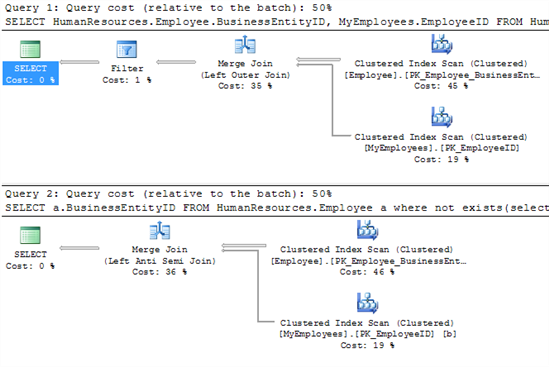 Query 1: Query cost (relative to the batch): 50%
SELECT HumanResources.Employee.BusinessEntityID, MyEmployees.EmployeeID FROM Hum
SELECT
Cost: 0 %
Filter
Cost: 1 %
Merge Join
(Left Outer Join)
Cost: 35 %
Clustered Index Scan (Clustered)
[Employee].[PK_Employee_BusinessEnt…
Cost: 45 %
Clustered Index Scan (Clustered)
[MyEmployees].[PK_EmployeeID]
Cost: 19 %
Query 2: Query cost (relative to the batch): 50%
SELECT a.BusinessEntityID FROM HumanResources.Employee a where not exists(selec
SELECT
Cost: 0 %
Merge Join
(Left Anti Semi Join)
Cost: 36 %
Clustered Index Scan (Clustered)
[Employee].[PK_Employee_BusinessEnt…
Cost: 46 %
Clustered Index Scan (Clustered)
[MyEmployees].[PK_EmployeeID] [b]
Cost: 19 %